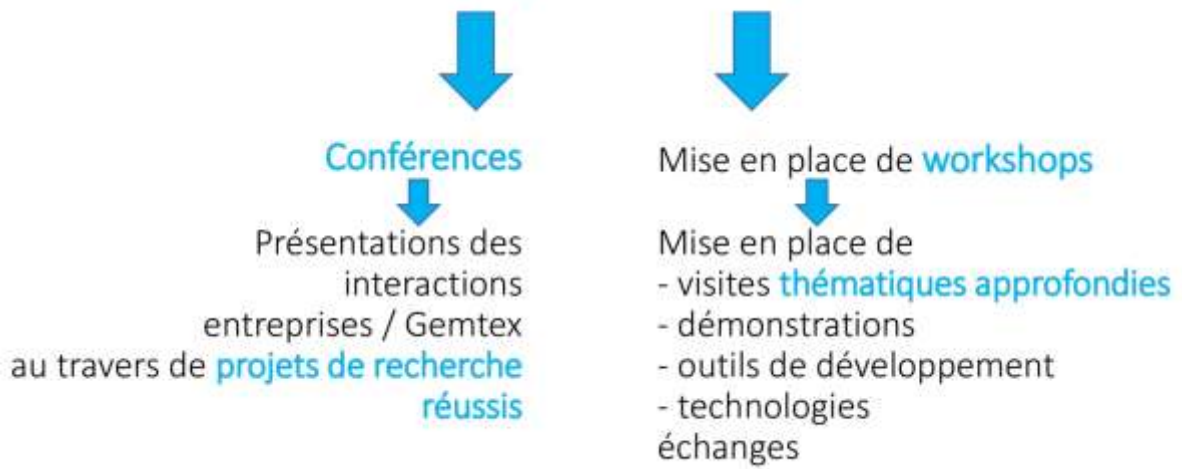 Conférences
Présentations des
interactions
entreprises / Gemtex
au travers de projets de recherche
réussis
Mise en place de workshops
Mise en place de
- visites thématiques approfondies
- démonstrations
- outils de développement
- technologies
échanges